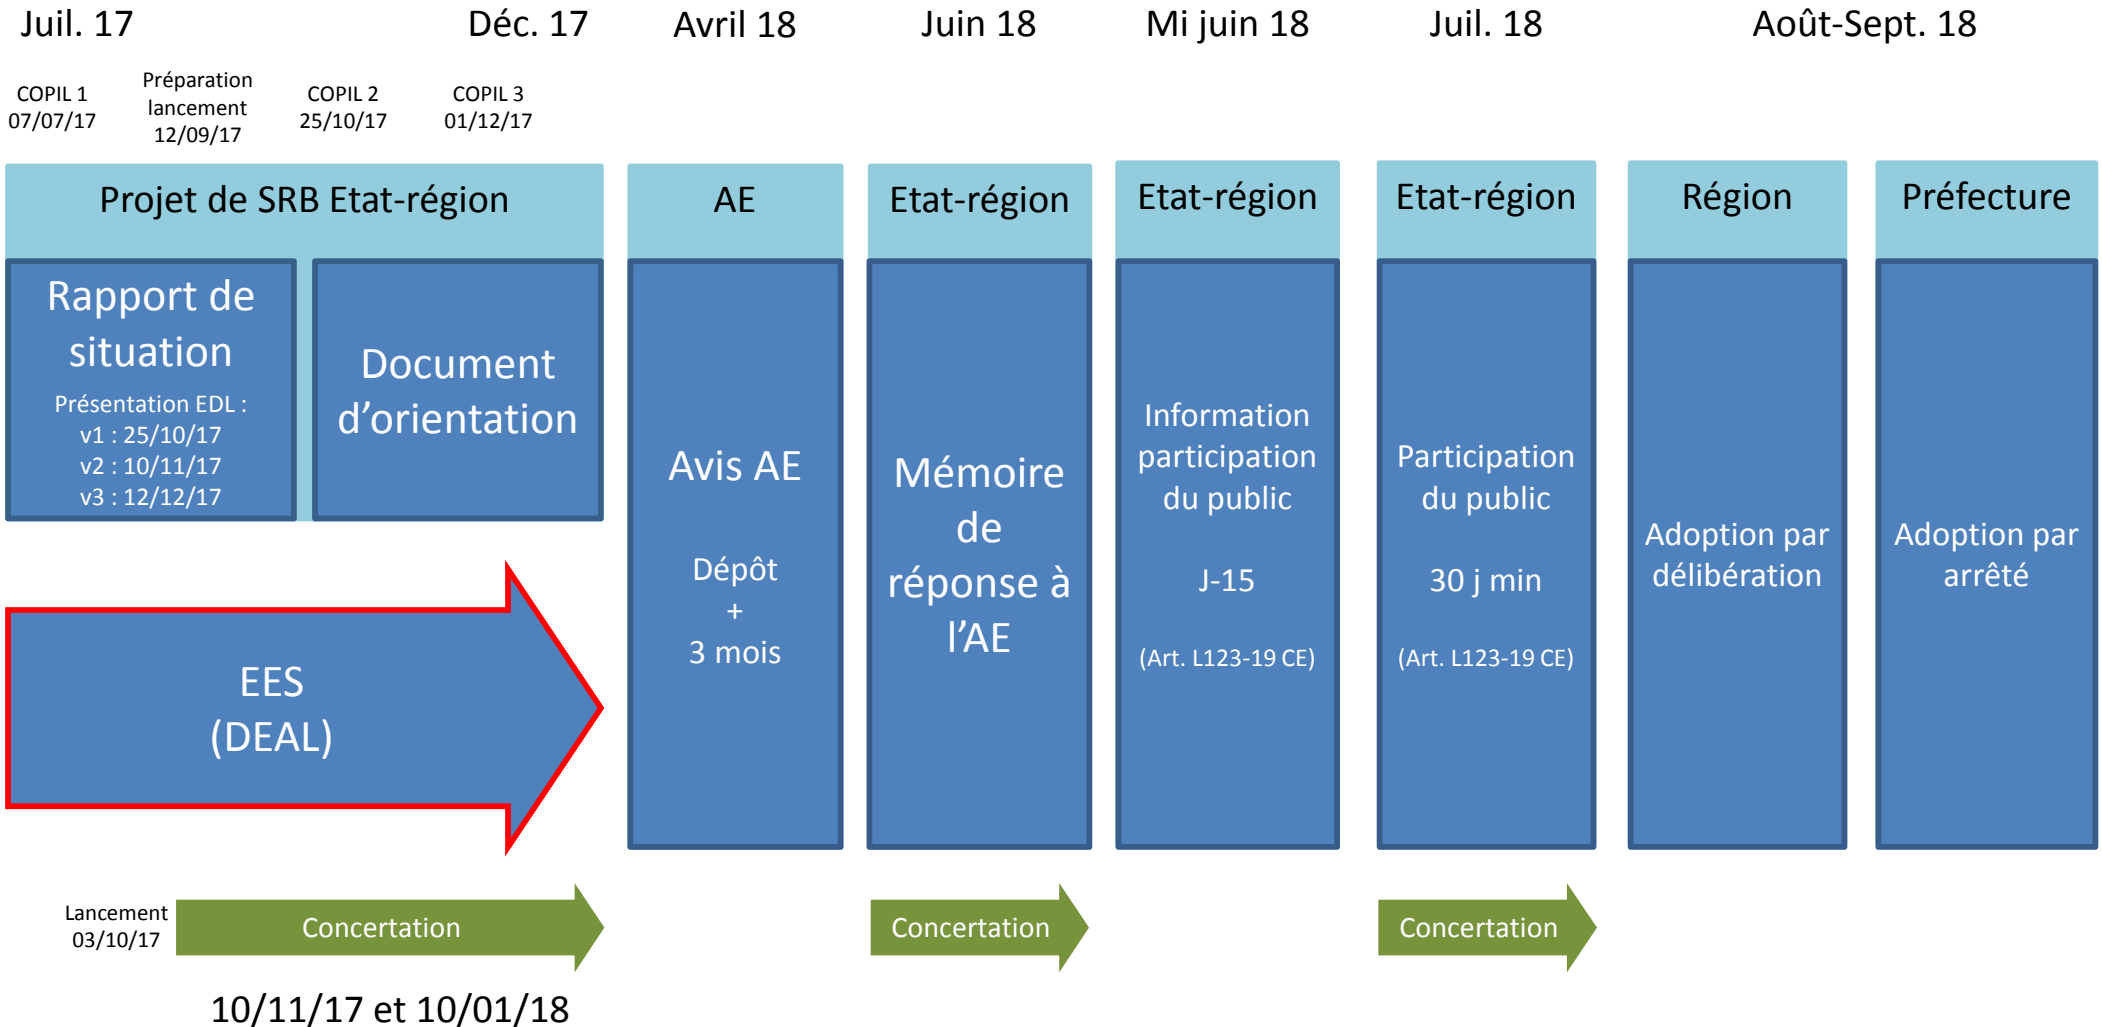 Juil. 17
Déc. 17
Avril 18
Juin 18
Mi juin 18
Juil. 18
Août-Sept. 18
COPIL 1
07/07/17
Préparation
lancement
12/09/17
COPIL 2
25/10/17
COPIL 3
01/12/17
Projet de SRB Etat-région
Rapport de
situation
Présentation EDL :
v1 : 25/10/17
v2 : 10/11/17
v3 : 12/12/17
Document
d’orientation
EES
(DEAL)
AE
Avis AE
Dépôt
+
3 mois
Etat-région
Mémoire
de
réponse à
l’AE
Etat-région
Information
participation
du public
J-15
(Art. L123-19 CE)
Etat-région
Participation
du public
30 j min
(Art. L123-19 CE)
Région
Adoption par
délibération
Préfecture
Adoption par
arrêté
Lancement
03/10/17
Concertation
Concertation
Concertation
10/11/17 et 10/01/18